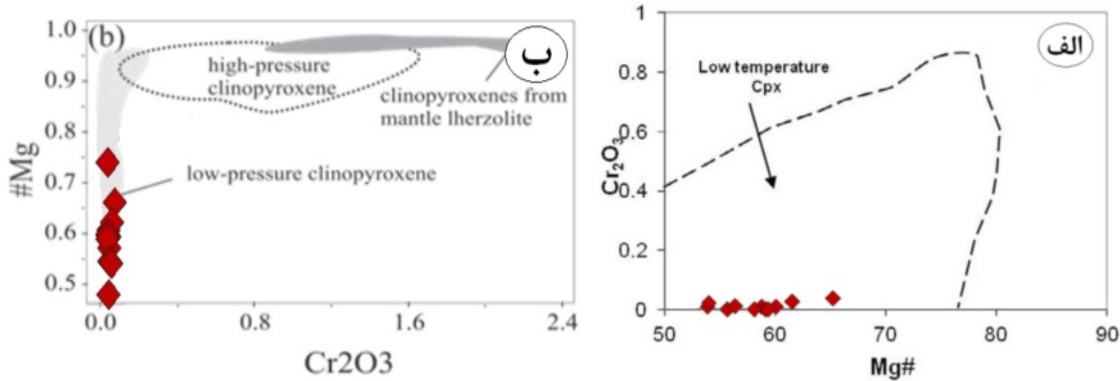 (b)
ب
1.0
0.9
0.8
0.7
0.6
0.5
#Mg
high-pressure
clinopyroxene
clinopyroxenes from
mantle lherzolite
low-pressure clinopyroxene
0.0
0.8
1.6
2.4
Cr2O3
الف
1
0.8
0.6
0.4
0.2
0
Cr₂O₃
Low temperature
Cpx
50
60
70
80
90
Mg#